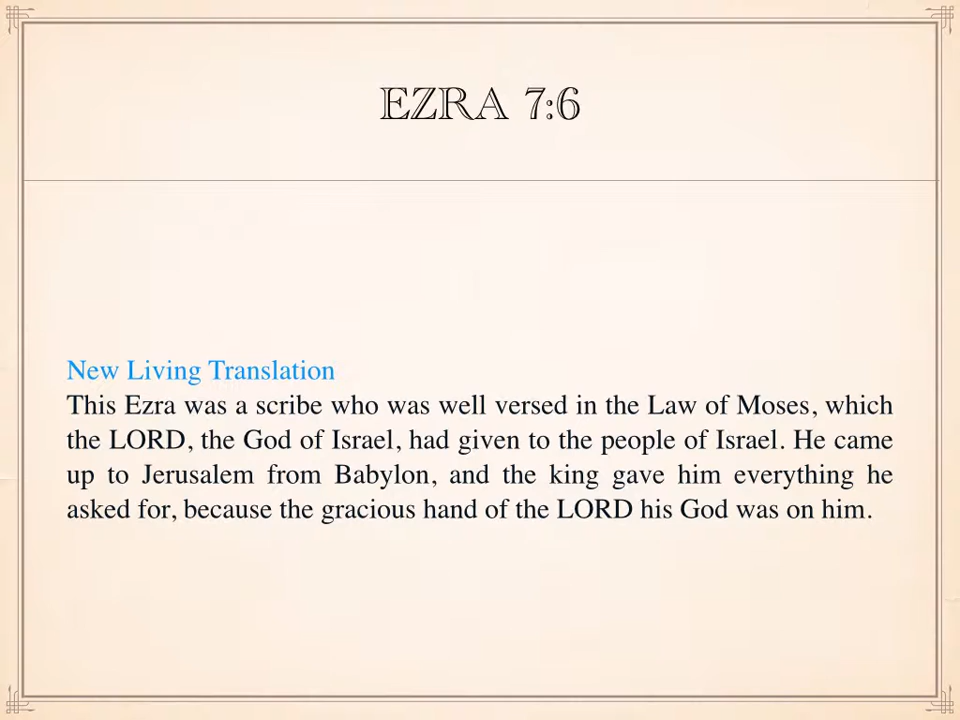 EZRA 7:6
New Living Translation
This Ezra was a scribe who was well versed in the Law of Moses, which
the LORD, the God of Israel, had given to the people of Israel. He came
up to Jerusalem from Babylon, and the king gave him everything he
asked for, because the gracious hand of the LORD his God was on him.